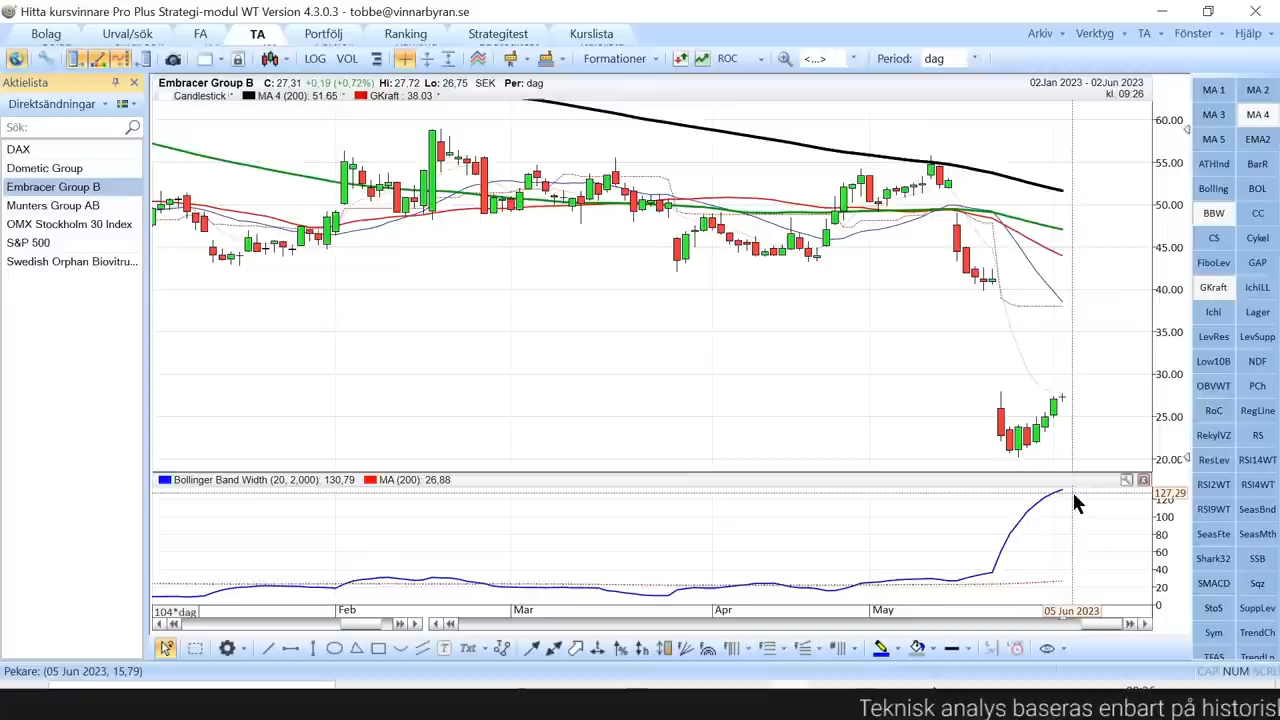 Hitta kursvinnare Pro Plus Strategi-modul WT Version 4.3.0.3 - tobbe@vinnarbyran.se
Bolag Urval/sök FA TA Portfölj Ranking Strategitest Kurslista Arkiv Verktyg TA Fönster Hjälp
LOG VOL Formationer ROC <...> Period: dag
Aktielista
Direktsändningar
Sök:
DAX
Dometic Group
Embracer Group B
Munters Group AB
OMX Stockholm 30 Index
S&P 500
Swedish Orphan Biovitru...
Embracer Group B C: 27,31 +0,19 (+0,72%) Hi: 27,72 Lo: 26,75 SEK Per: dag
02Jan 2023 - 02Jun 2023
kl. 09:26
Candlestick MA 4 (200): 51.65 GKraft : 38.03
60.00
55.00
50.00
45.00
40.00
35.00
30.00
25.00
20.00
Bollinger Band Width (20, 2,000): 130,79 MA (200): 26,88
127,29
120
100
80
60
40
20
0
104*dag Feb Mar Apr May 05 Jun 2023
MA 1 MA 2
MA 3 MA 4
MA 5 EMA2
ATHInd BarR
Bolling BOL
BBW CC
CS Cykel
FiboLev GAP
GKraft IchiLL
Ichi Lager
LevRes LevSupp
Low10B NDF
OBVWT PCh
RoC RegLine
RekylVZ RS
ResLev RSI14WT
RSI2WT RSI4WT
RSI9WT SeasBnd
SeasFte SeasMth
Shark32 SSB
SMACD Sqz
StoS SuppLev
Sym TrendCh
TFAS TrendLn
T Txt
Pekare: (05 Jun 2023, 15,79)
CAP NUM SCRL
Teknisk analys baseras enbart på historis